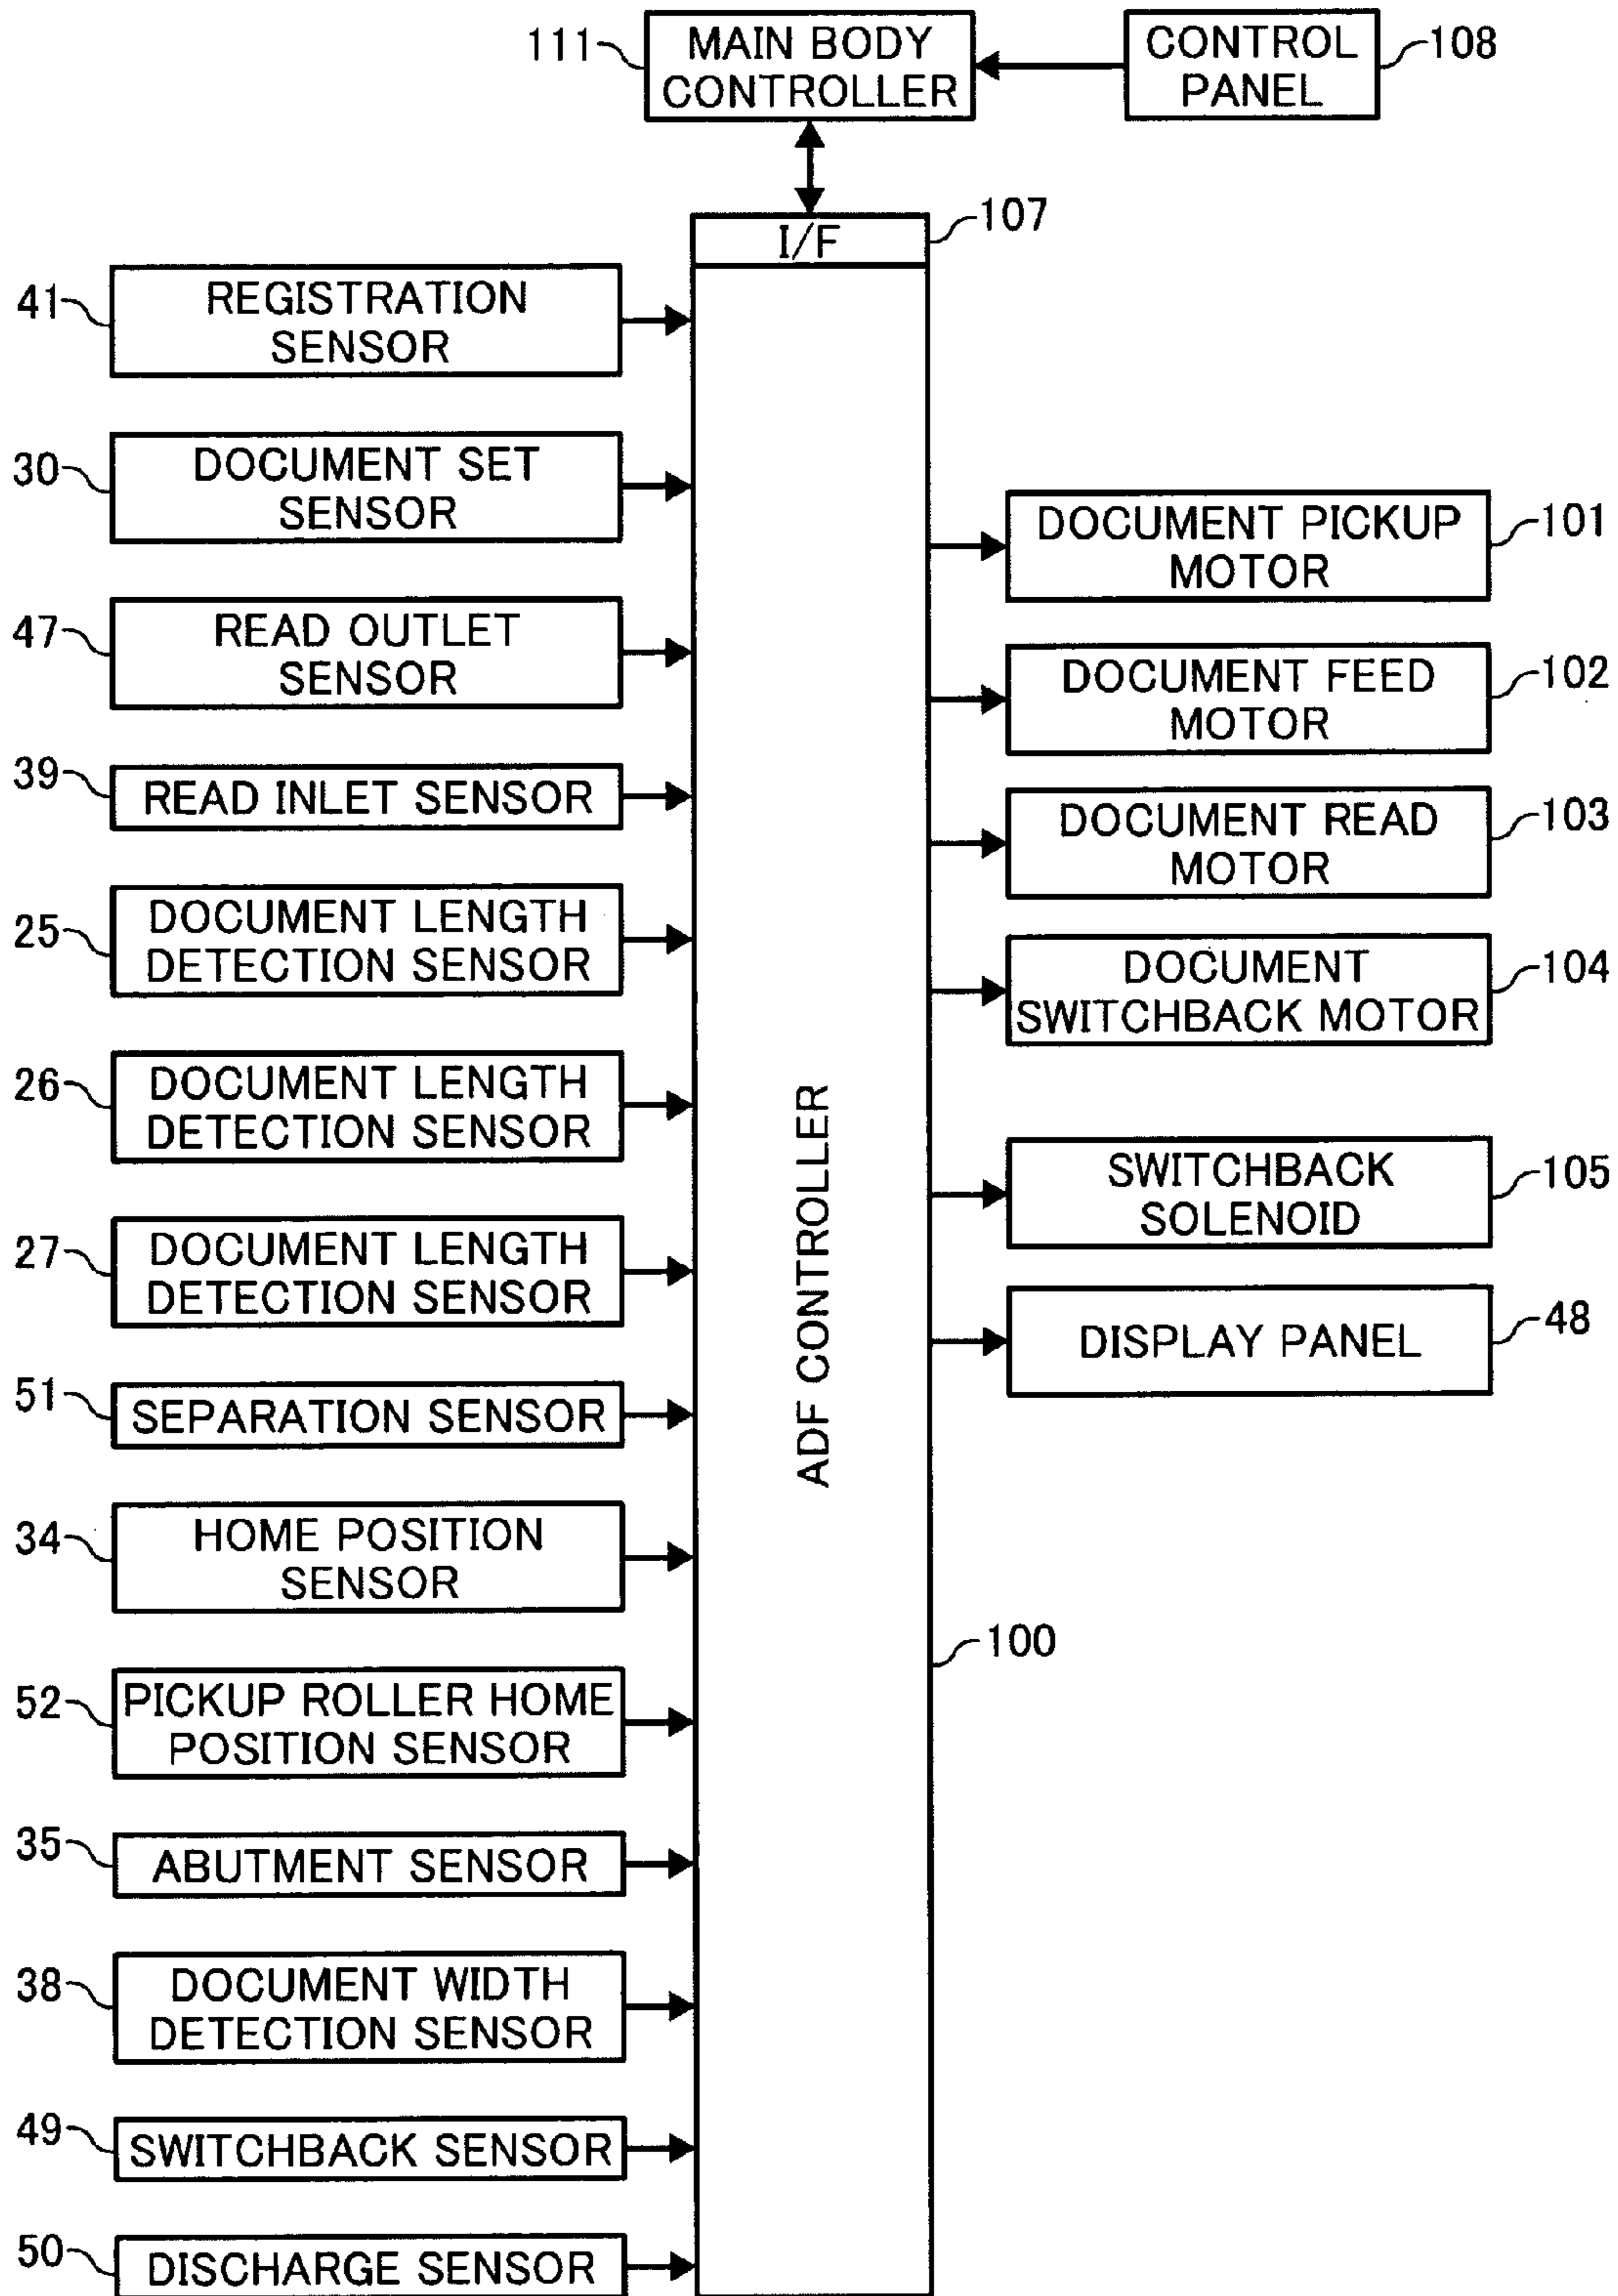 111
MAIN BODY
CONTROLLER
CONTROL
PANEL
108
I/F
107
41
REGISTRATION
SENSOR
30
DOCUMENT SET
SENSOR
47
READ OUTLET
SENSOR
39
READ INLET SENSOR
25
DOCUMENT LENGTH
DETECTION SENSOR
26
DOCUMENT LENGTH
DETECTION SENSOR
27
DOCUMENT LENGTH
DETECTION SENSOR
51
SEPARATION SENSOR
34
HOME POSITION
SENSOR
52
PICKUP ROLLER HOME
POSITION SENSOR
35
ABUTMENT SENSOR
38
DOCUMENT WIDTH
DETECTION SENSOR
49
SWITCHBACK SENSOR
50
DISCHARGE SENSOR
ADF CONTROLLER
100
DOCUMENT PICKUP
MOTOR
101
DOCUMENT FEED
MOTOR
102
DOCUMENT READ
MOTOR
103
DOCUMENT
SWITCHBACK MOTOR
104
SWITCHBACK
SOLENOID
105
DISPLAY PANEL
48